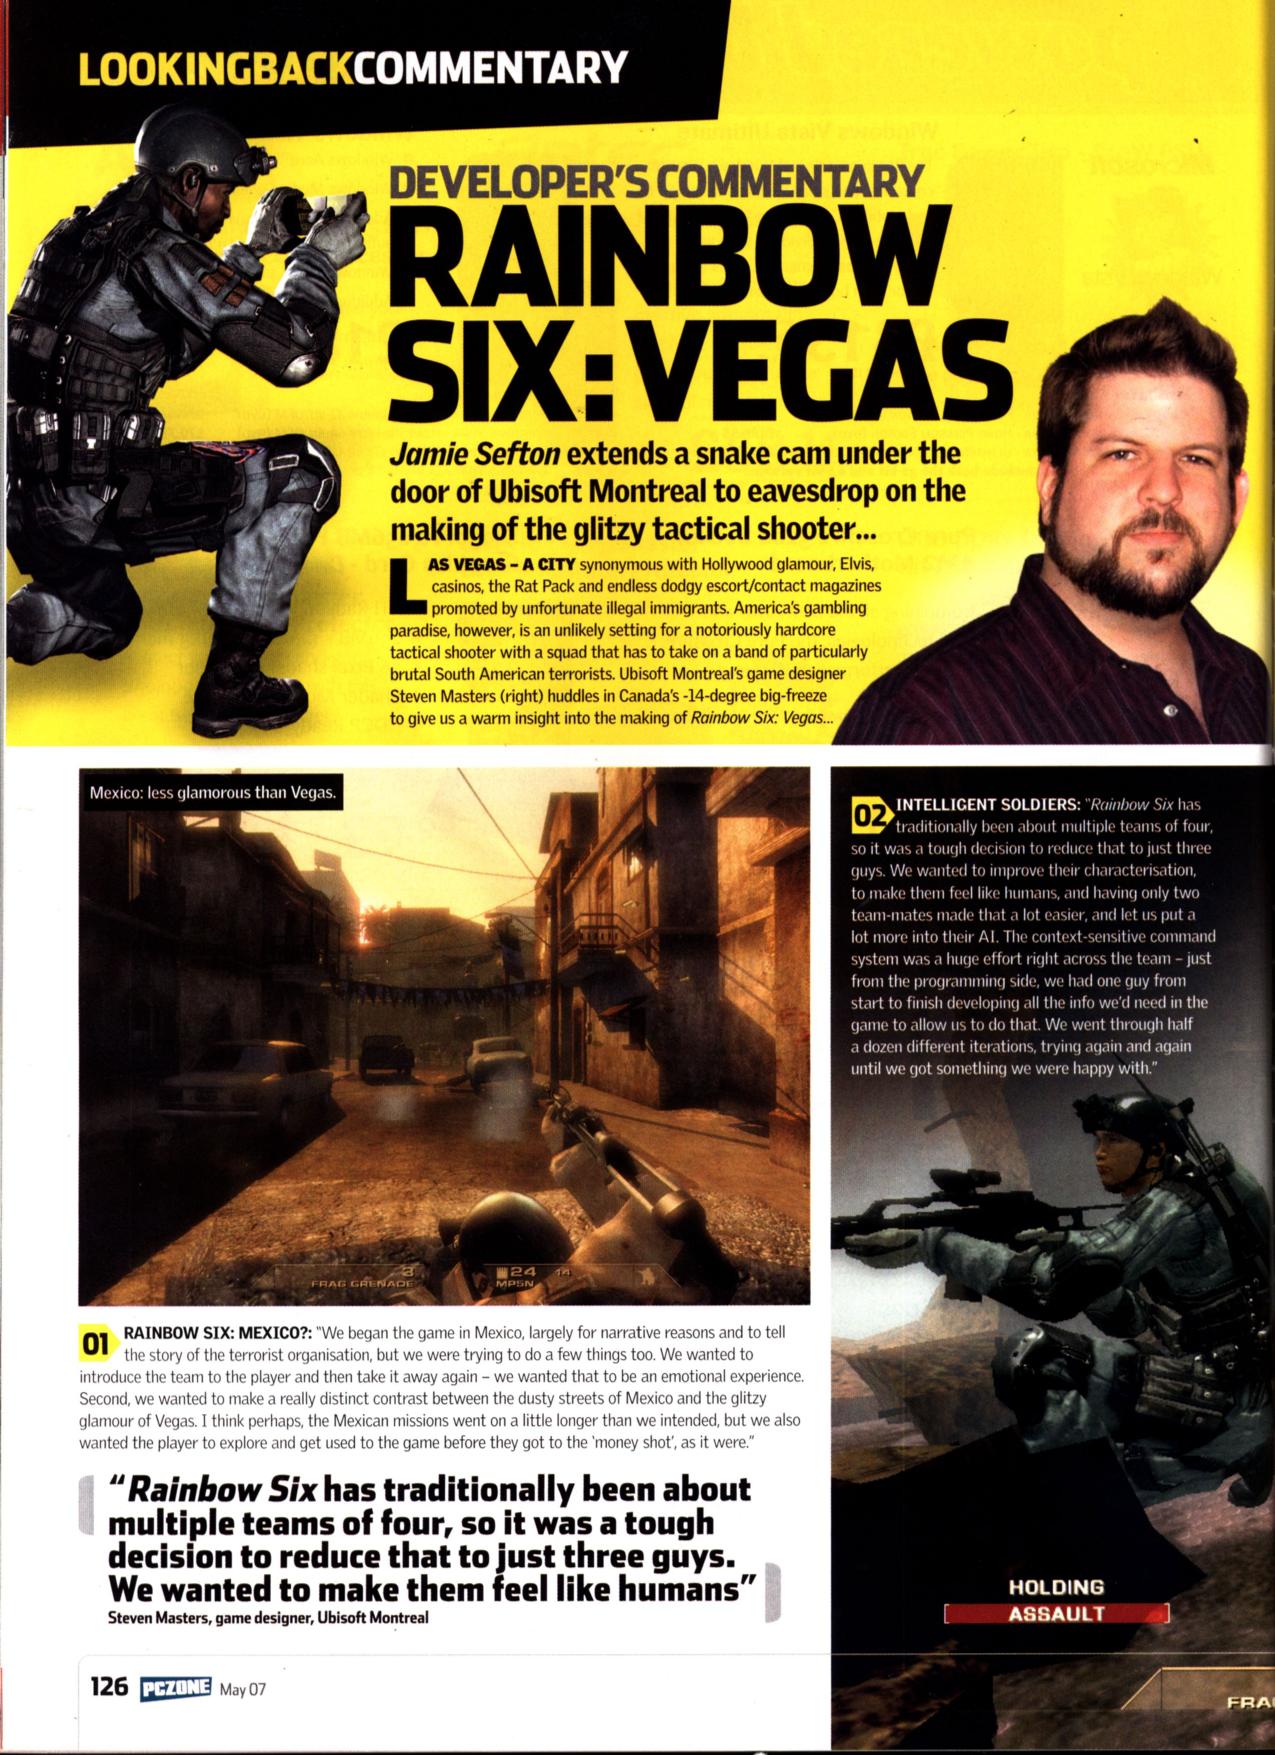 LOOKINGBACKCOMMENTARY
DEVELOPER'S COMMENTARY
RAINBOW
SIX: VEGAS
Jamie Sefton extends a snake cam under the
door of Ubisoft Montreal to eavesdrop on the
making of the glitzy tactical shooter...
LAS VEGAS – A CITY synonymous with Hollywood glamour, Elvis,
casinos, the Rat Pack and endless dodgy escort/contact magazines
promoted by unfortunate illegal immigrants. America's gambling
paradise, however, is an unlikely setting for a notoriously hardcore
tactical shooter with a squad that has to take on a band of particularly
brutal South American terrorists. Ubisoft Montreal's game designer
Steven Masters (right) huddles in Canada's -14-degree big-freeze
to give us a warm insight into the making of Rainbow Six: Vegas...
Mexico: less glamorous than Vegas.
3
FRAG GRENADE
24 14
MP5N
01 RAINBOW SIX: MEXICO?: "We began the game in Mexico, largely for narrative reasons and to tell
the story of the terrorist organisation, but we were trying to do a few things too. We wanted to
introduce the team to the player and then take it away again – we wanted that to be an emotional experience.
Second, we wanted to make a really distinct contrast between the dusty streets of Mexico and the glitzy
glamour of Vegas. I think perhaps, the Mexican missions went on a little longer than we intended, but we also
wanted the player to explore and get used to the game before they got to the 'money shot', as it were."
"Rainbow Six has traditionally been about
multiple teams of four, so it was a tough
decision to reduce that to just three guys.
We wanted to make them feel like humans"
Steven Masters, game designer, Ubisoft Montreal
02 INTELLIGENT SOLDIERS: "Rainbow Six has
traditionally been about multiple teams of four,
so it was a tough decision to reduce that to just three
guys. We wanted to improve their characterisation,
to make them feel like humans, and having only two
team-mates made that a lot easier, and let us put a
lot more into their AI. The context-sensitive command
system was a huge effort right across the team – just
from the programming side, we had one guy from
start to finish developing all the info we'd need in the
game to allow us to do that. We went through half
a dozen different iterations, trying again and again
until we got something we were happy with."
HOLDING
ASSAULT
FRA
126 PCZONE May 07